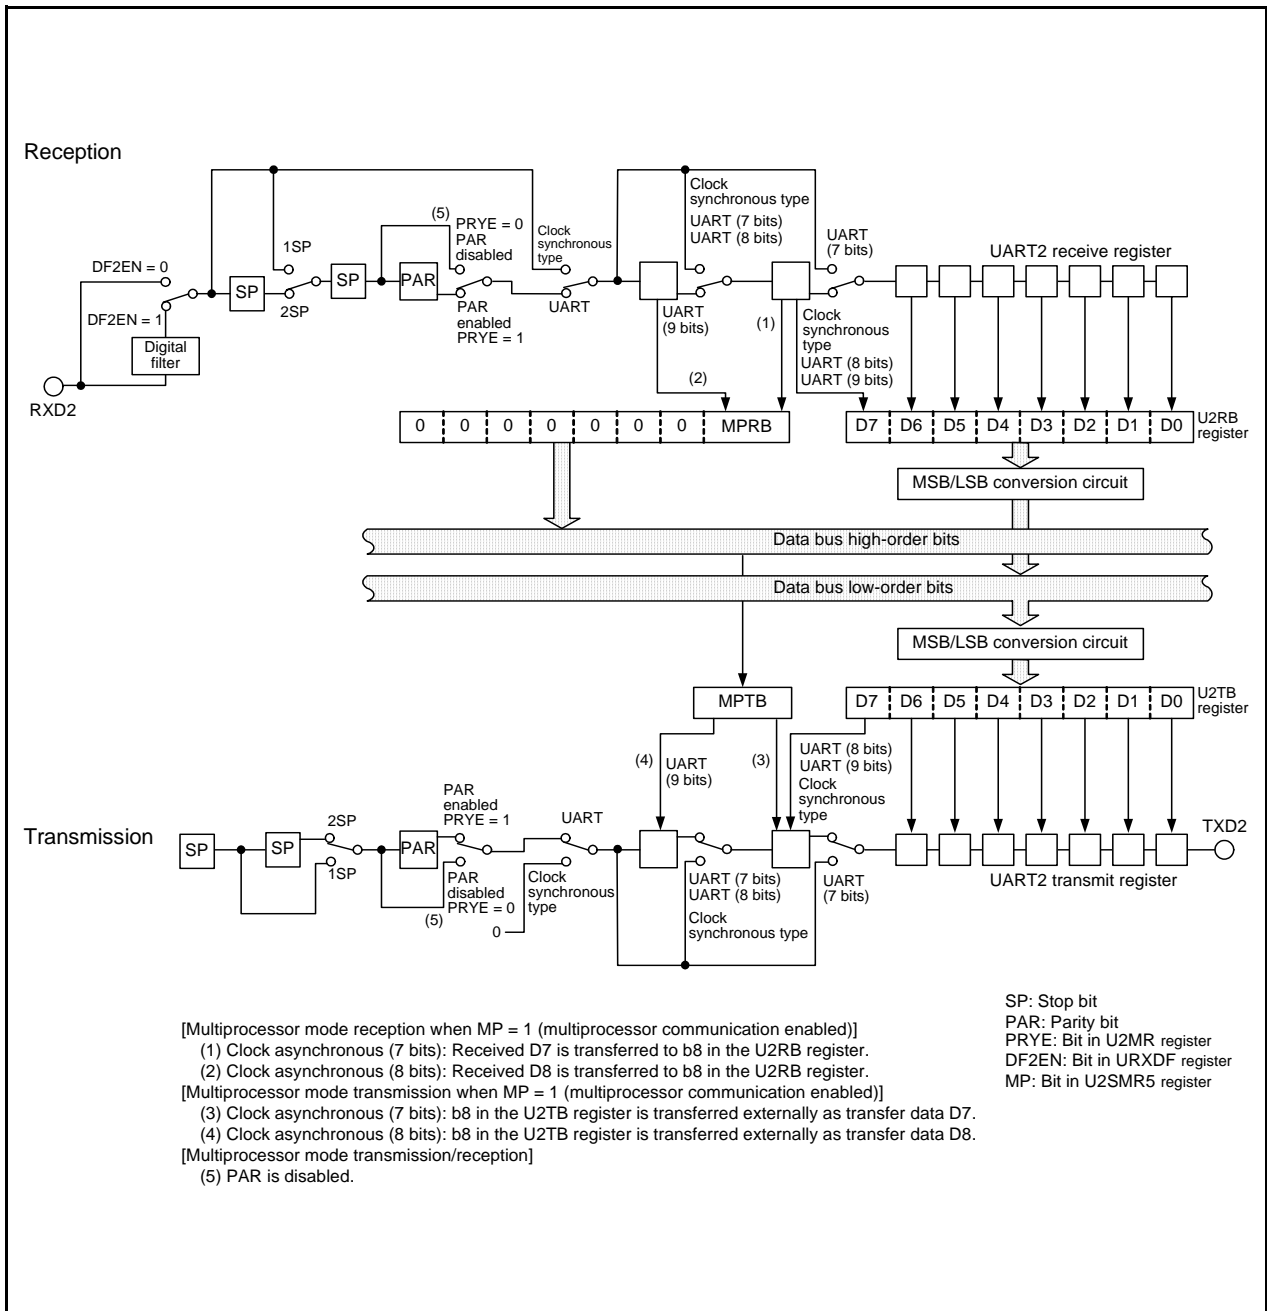 Reception
DF2EN = 0
DF2EN = 1
Digital
filter
RXD2
SP
1SP
2SP
SP
(5)
PRYE = 0
PAR
disabled
PAR
PAR
enabled
PRYE = 1
Clock
synchronous
type
UART
Clock
synchronous type
UART (7 bits)
UART (8 bits)
UART
(9 bits)
(2)
(1)
UART
(7 bits)
Clock
synchronous
type
UART (8 bits)
UART (9 bits)
UART2 receive register
0 0 0 0 0 0 0 MPRB
D7 D6 D5 D4 D3 D2 D1 D0
U2RB
register
MSB/LSB conversion circuit
Data bus high-order bits
Data bus low-order bits
MSB/LSB conversion circuit
MPTB
D7 D6 D5 D4 D3 D2 D1 D0
U2TB
register
(4)
UART
(9 bits)
(3)
UART (8 bits)
UART (9 bits)
Clock
synchronous
type
Transmission
SP
SP
2SP
1SP
PAR
enabled
PRYE = 1
PAR
PAR
disabled
PRYE = 0
(5)
0
UART
Clock
synchronous
type
UART (7 bits)
UART (8 bits)
Clock
synchronous type
UART
(7 bits)
UART2 transmit register
TXD2
SP: Stop bit
PAR: Parity bit
PRYE: Bit in U2MR register
DF2EN: Bit in URXDF register
MP: Bit in U2SMR5 register
[Multiprocessor mode reception when MP = 1 (multiprocessor communication enabled)]
(1) Clock asynchronous (7 bits): Received D7 is transferred to b8 in the U2RB register.
(2) Clock asynchronous (8 bits): Received D8 is transferred to b8 in the U2RB register.
[Multiprocessor mode transmission when MP = 1 (multiprocessor communication enabled)]
(3) Clock asynchronous (7 bits): b8 in the U2TB register is transferred externally as transfer data D7.
(4) Clock asynchronous (8 bits): b8 in the U2TB register is transferred externally as transfer data D8.
[Multiprocessor mode transmission/reception]
(5) PAR is disabled.